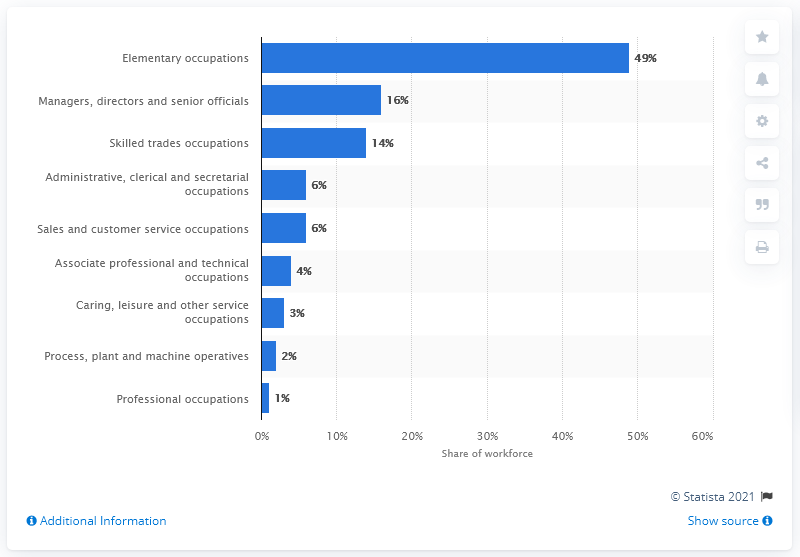 Elementary occupations
49%
Managers, directors and senior officials
16%
Skilled trades occupations
14%
Administrative, clerical and secretarial
occupations
6%
Sales and customer service occupations
6%
Associate professional and technical
occupations
4%
Caring, leisure and other service
occupations
3%
Process, plant and machine operatives
2%
Professional occupations
1%
0% 10% 20% 30% 40% 50% 60%
Share of workforce
© Statista 2021
Additional Information
Show source